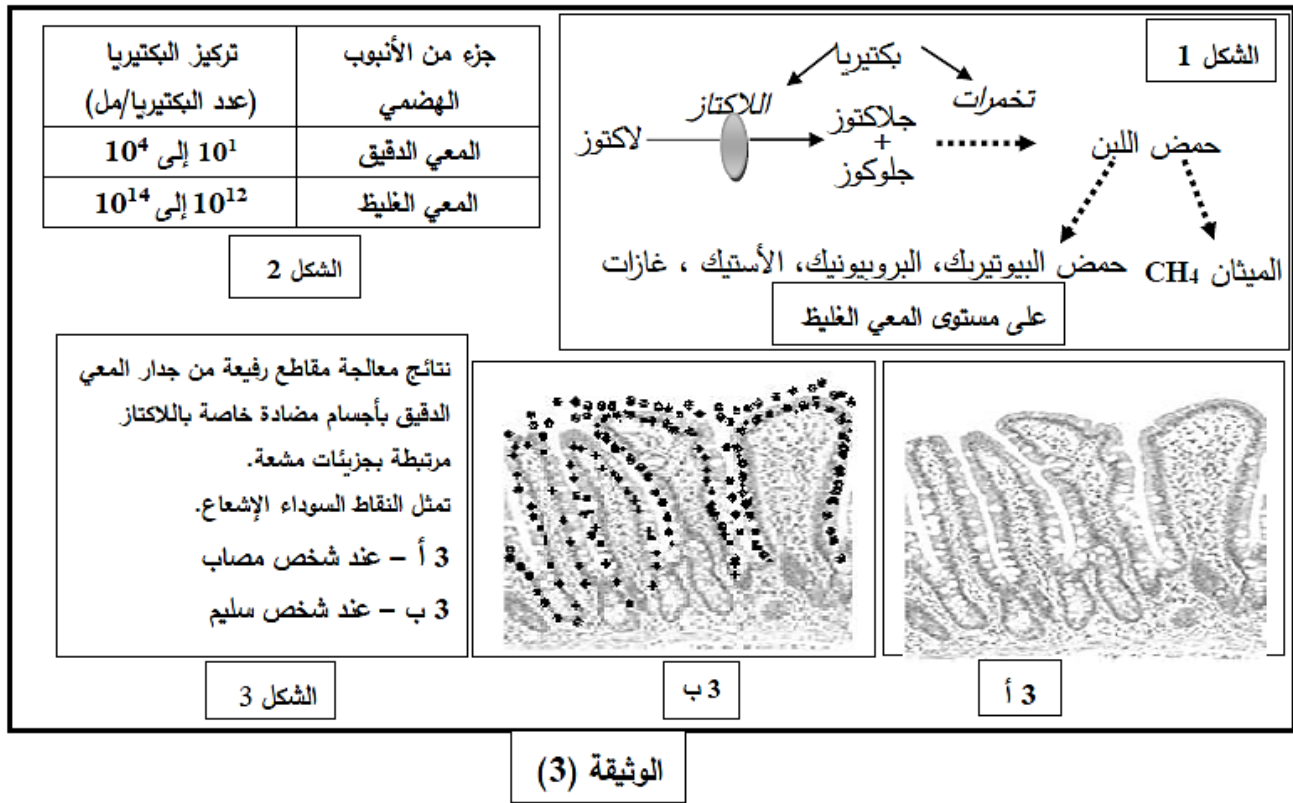 الشكل 1
بكتيريا
اللاكتاز
تخمرات
لاكتوز
جلاكتوز
+
جلوكوز
حمض اللبن
حمض البيوتيريك، البروبيونيك، الأستيك ، غازات
الميثان CH4
على مستوى المعي الغليظ
جزء من الأنبوب الهضمي
تركيز البكتيريا (عدد البكتيريا/مل)
المعي الدقيق
10¹ إلى 10⁴
المعي الغليظ
10¹² إلى 10¹⁴
الشكل 2
3 أ
3 ب
نتائج معالجة مقاطع رفيعة من جدار المعي
الدقيق بأجسام مضادة خاصة باللاكتاز
مرتبطة بجزيئات مشعة.
تمثل النقاط السوداء الإشعاع.
3 أ – عند شخص مصاب
3 ب – عند شخص سليم
الشكل 3
الوثيقة (3)